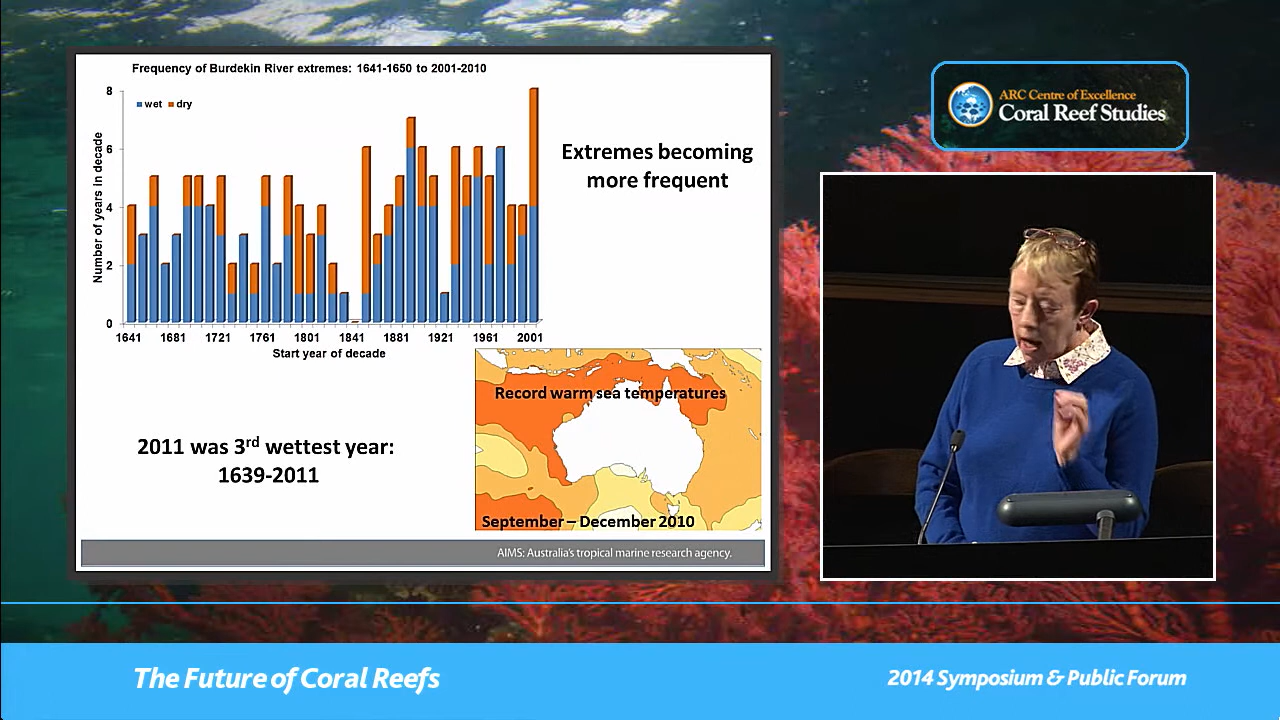 Frequency of Burdekin River extremes: 1641-1650 to 2001-2010
8
6
4
2
0
wet dry
Number of years in decade
1641 1681 1721 1761 1801 1841 1881 1921 1961 2001
Start year of decade
Extremes becoming
more frequent
2011 was 3rd wettest year:
1639-2011
Record warm sea temperatures
September – December 2010
AIMS: Australia's tropical marine research agency.
ARC Centre of Excellence
Coral Reef Studies
The Future of Coral Reefs
2014 Symposium & Public Forum